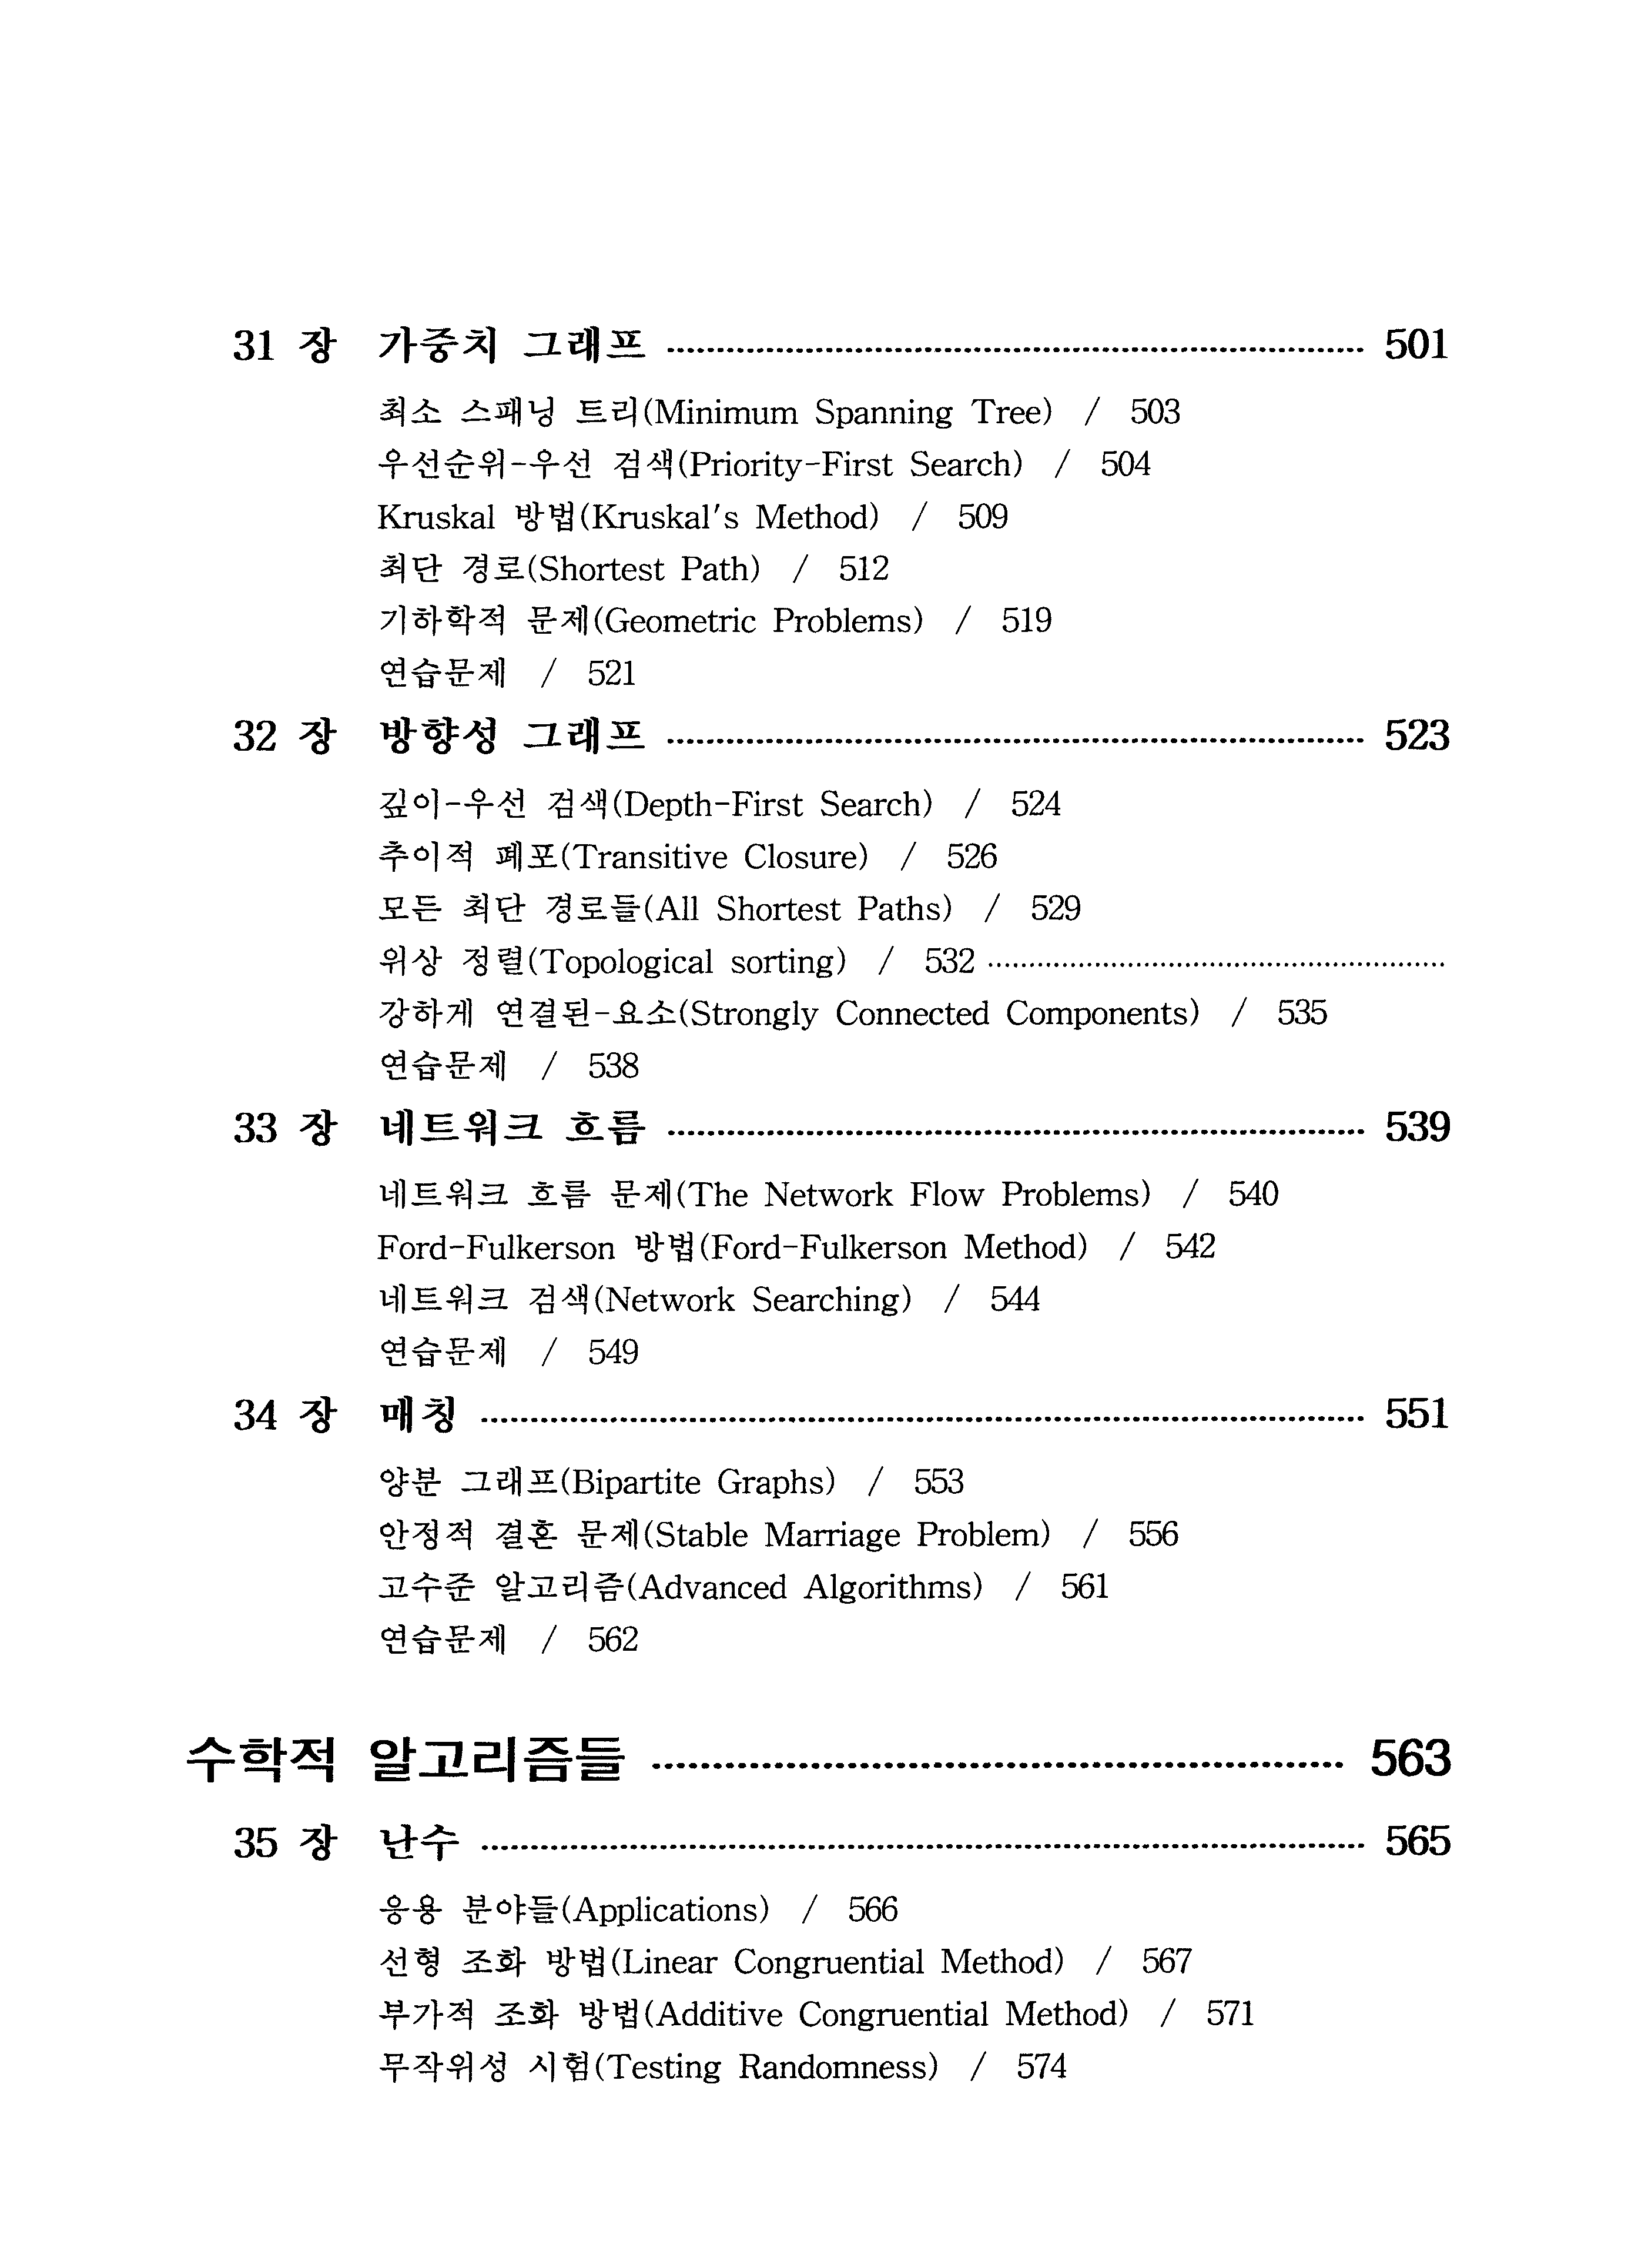 31 장 가중치 그래프 ........................................ 501
최소 스패닝 트리(Minimum Spanning Tree) / 503
우선순위-우선 검색(Priority-First Search) / 504
Kruskal 방법(Kruskal's Method) / 509
최단 경로(Shortest Path) / 512
기하학적 문제(Geometric Problems) / 519
연습문제 / 521
32 장 방향성 그래프 ........................................ 523
깊이-우선 검색(Depth-First Search) / 524
추이적 폐포(Transitive Closure) / 526
모든 최단 경로들(All Shortest Paths) / 529
위상 정렬(Topological sorting) / 532 ........................................
강하게 연결된-요소(Strongly Connected Components) / 535
연습문제 / 538
33 장 네트워크 흐름 ........................................ 539
네트워크 흐름 문제(The Network Flow Problems) / 540
Ford-Fulkerson 방법(Ford-Fulkerson Method) / 542
네트워크 검색(Network Searching) / 544
연습문제 / 549
34 장 매칭 ........................................ 551
양분 그래프(Bipartite Graphs) / 553
안정적 결혼 문제(Stable Marriage Problem) / 556
고수준 알고리즘(Advanced Algorithms) / 561
연습문제 / 562
수학적 알고리즘들 ........................................ 563
35 장 난수 ........................................ 565
응용 분야들(Applications) / 566
선형 조화 방법(Linear Congruential Method) / 567
부가적 조화 방법(Additive Congruential Method) / 571
무작위성 시험(Testing Randomness) / 574